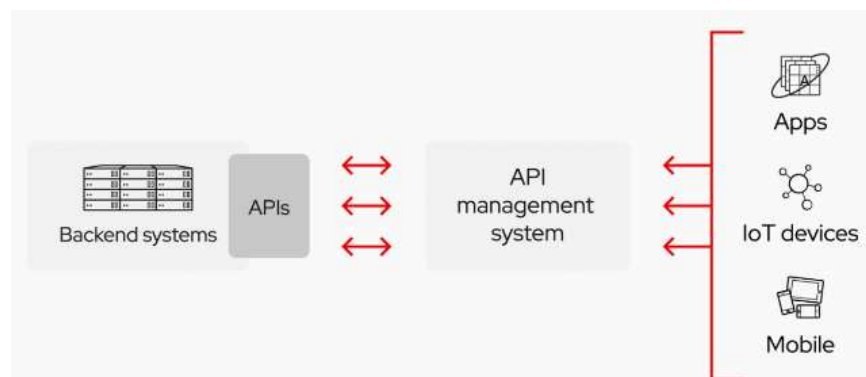 Backend systems
APIs
API
management
system
A
Apps
IoT devices
Mobile